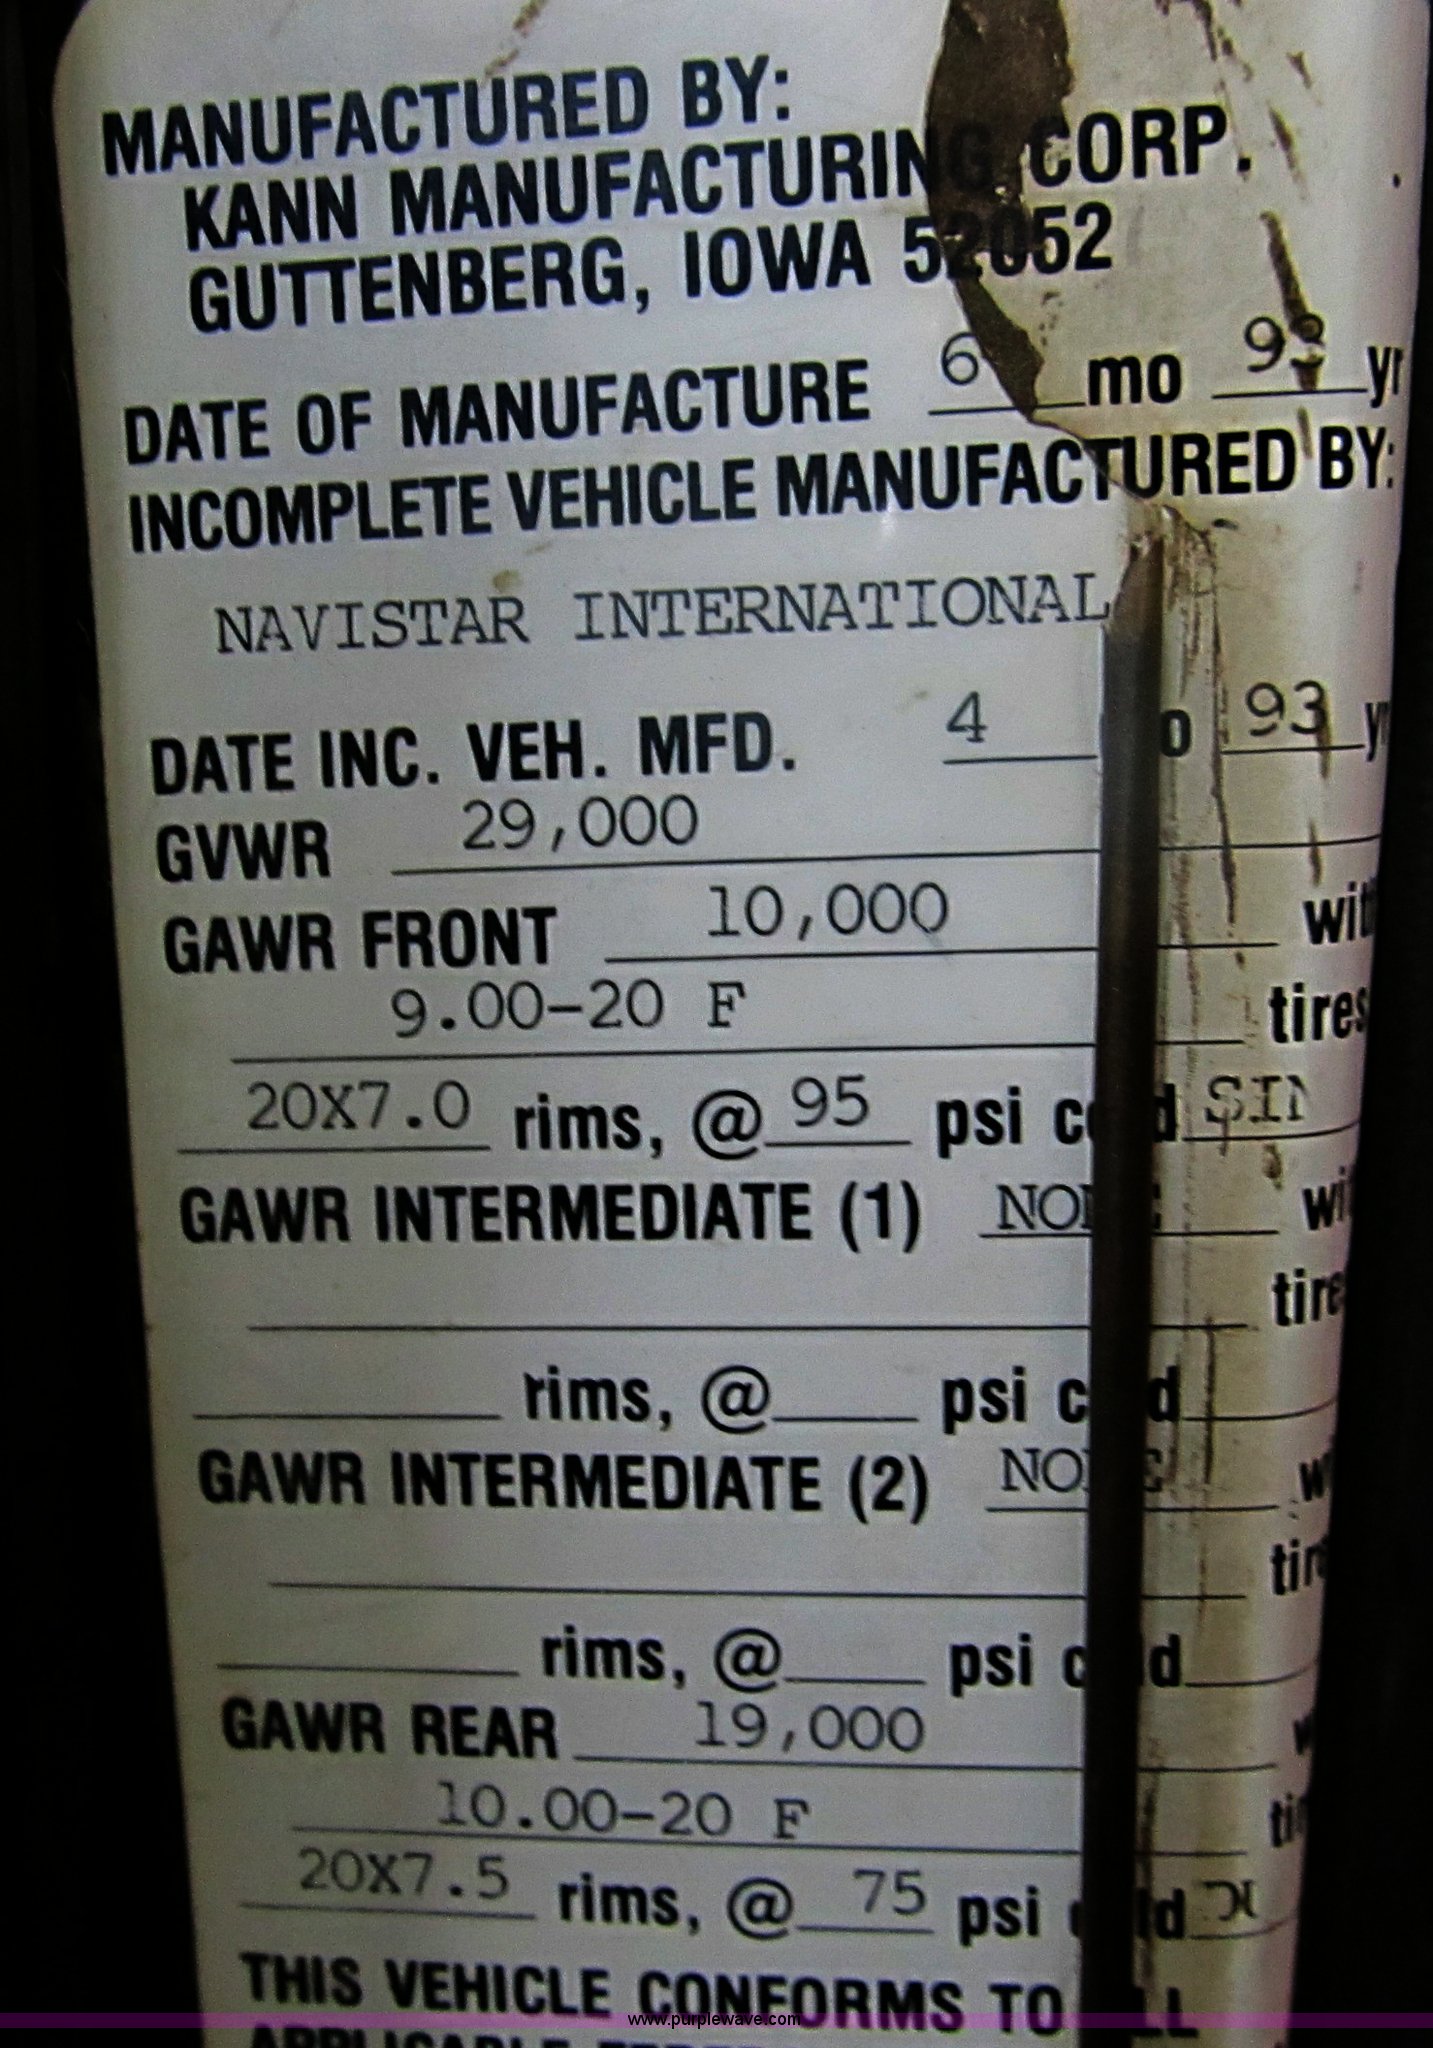 MANUFACTURED BY:
KANN MANUFACTURING CORP.
GUTTENBERG, IOWA 52052
DATE OF MANUFACTURE 6 mo 93 yr
INCOMPLETE VEHICLE MANUFACTURED BY:
NAVISTAR INTERNATIONAL
DATE INC. VEH. MFD. 4 93
GVWR 29,000
GAWR FRONT 10,000
9.00-20 F tires
20X7.0 rims, @ 95 psi
GAWR INTERMEDIATE (1) NONE
rims, @ psi
GAWR INTERMEDIATE (2) NONE
rims, @ psi
GAWR REAR 19,000
10.00-20 F
20X7.5 rims, @ 75 psi
THIS VEHICLE CONFORMS TO
www.purplewave.com